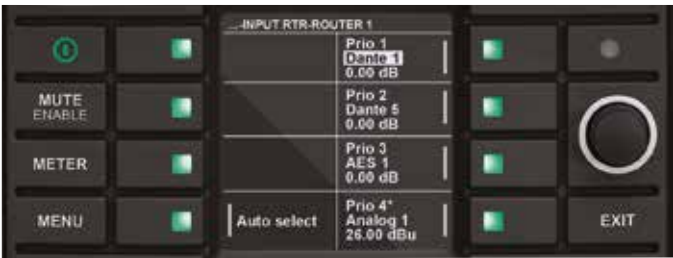 ...-INPUT RTR-ROUTER 1
Prio 1
Dante 1
0.00 dB
MUTE
ENABLE
Prio 2
Dante 5
0.00 dB
METER
Prio 3
AES 1
0.00 dB
MENU
Auto select
Prio 4*
Analog 1
26.00 dBu
EXIT